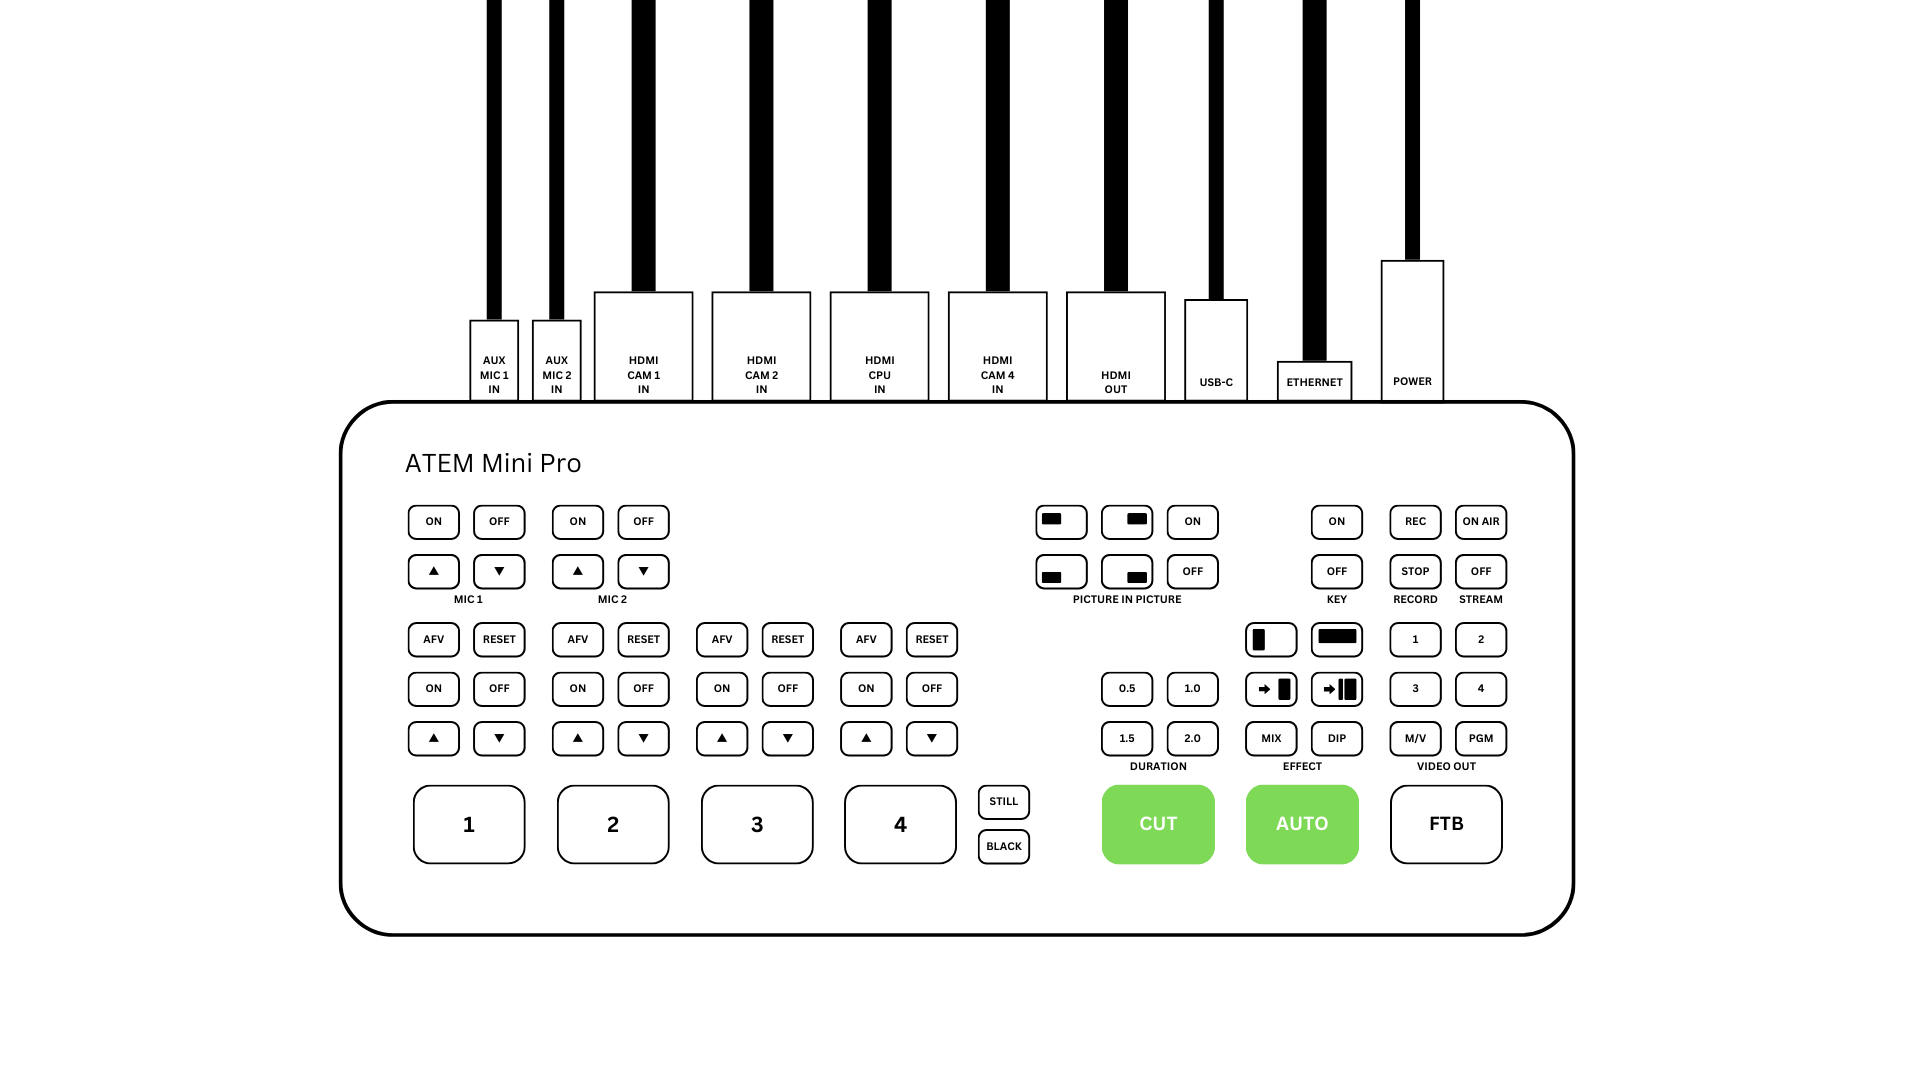 AUX
MIC 1
IN
AUX
MIC 2
IN
HDMI
CAM 1
IN
HDMI
CAM 2
IN
HDMI
CPU
IN
HDMI
CAM 4
IN
HDMI
OUT
USB-C
ETHERNET
POWER
ATEM Mini Pro
ON OFF ON OFF ON ON REC ON AIR
OFF OFF STOP OFF
MIC 1 MIC 2 PICTURE IN PICTURE KEY RECORD STREAM
AFV RESET AFV RESET AFV RESET AFV RESET 1 2
ON OFF ON OFF ON OFF ON OFF 0.5 1.0 3 4
1.5 2.0 MIX DIP M/V PGM
DURATION EFFECT VIDEO OUT
1 2 3 4 STILL CUT AUTO FTB
BLACK